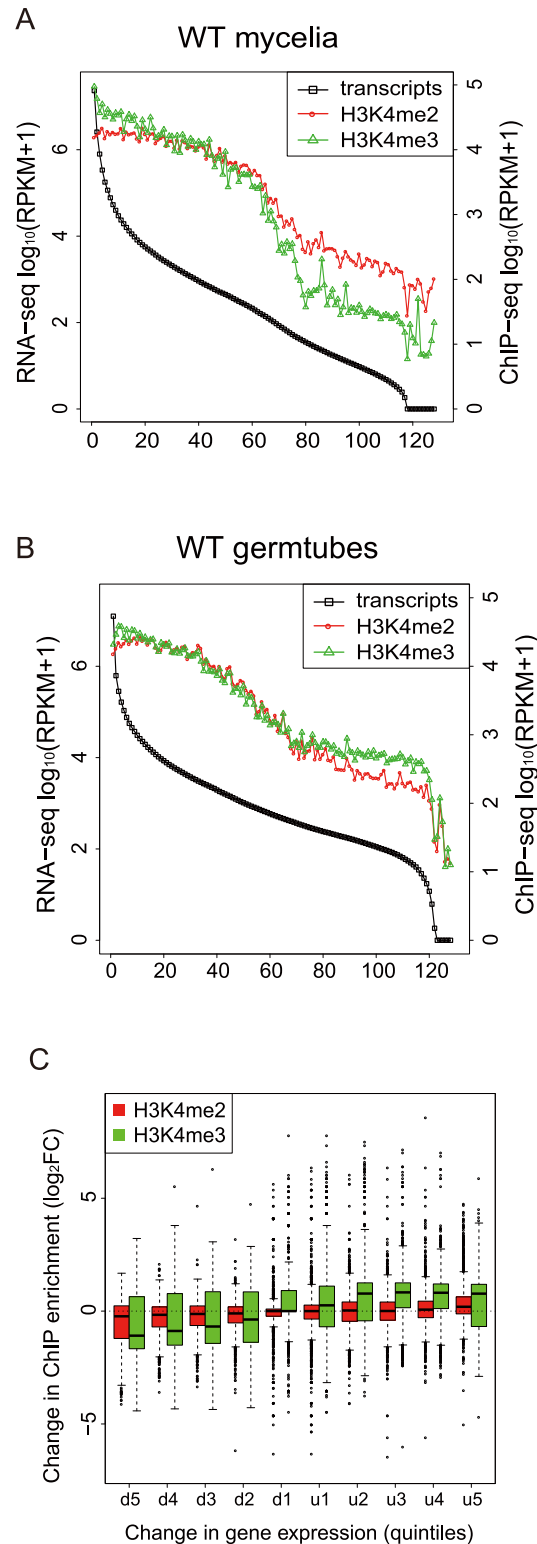 A
WT mycelia
transcripts
H3K4me2
H3K4me3
RNA−seq log₁₀(RPKM+1)
ChIP−seq log₁₀(RPKM+1)
0
2
4
6
0
1
2
3
4
5
0 20 40 60 80 100 120
B
WT germtubes
transcripts
H3K4me2
H3K4me3
RNA−seq log₁₀(RPKM+1)
ChIP−seq log₁₀(RPKM+1)
0
2
4
6
0
1
2
3
4
5
0 20 40 60 80 100 120
C
H3K4me2
H3K4me3
Change in ChIP enrichment (log₂FC)
5
0
−5
d5 d4 d3 d2 d1 u1 u2 u3 u4 u5
Change in gene expression (quintiles)